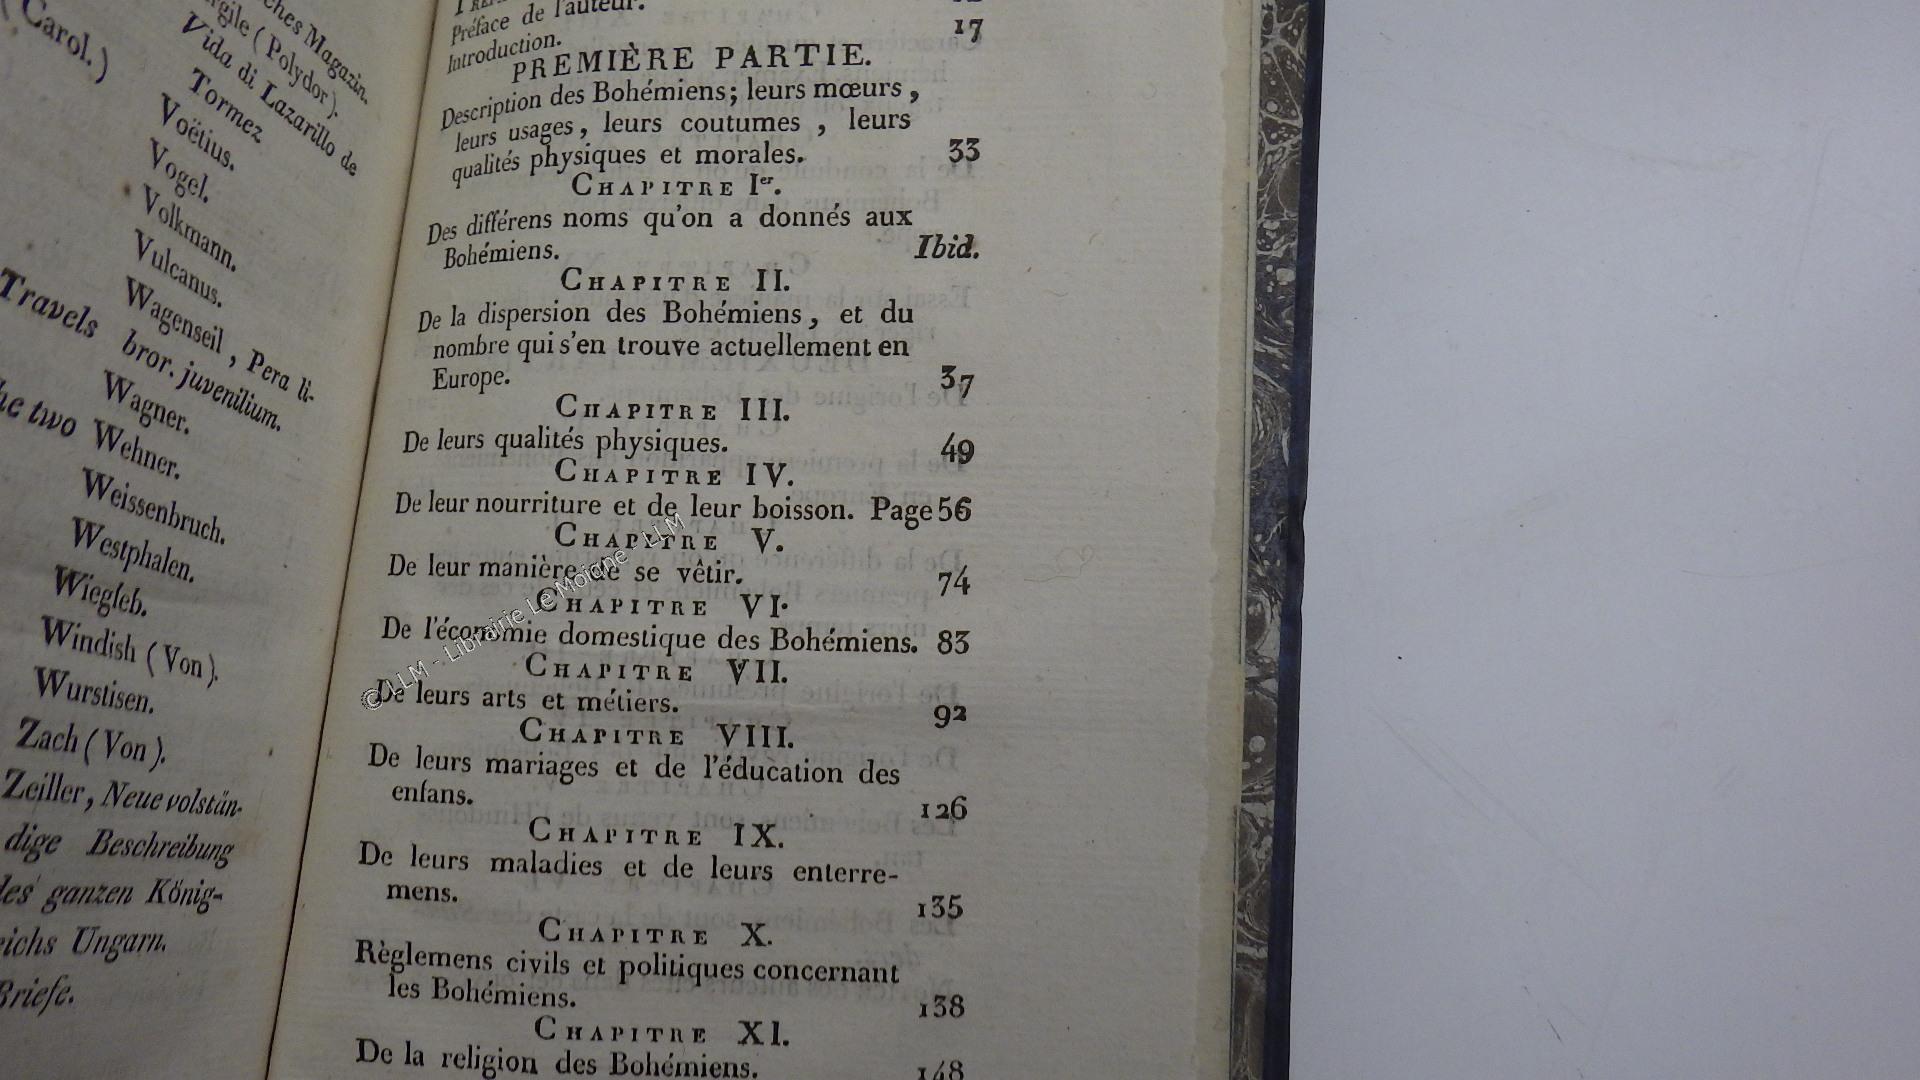 Carol.)
ches Magazin.
gile (Polydor).
Vida di Lazarillo de
Tormez
Voëtius.
Vogel.
Volkmann.
Vulcanus.
Wagenseil, Pera li-
Travels bror. juvenilium.
Wagner.
he two Wehner.
Weissenbruch.
Westphalen.
Wiegleb.
Windish (Von).
Wurstisen.
Zach (Von).
Zeiller, Neue volstän-
dige Beschreibung
des ganzen König-
eichs Ungarn.
Briefe.
Préface de l'auteur.
Introduction. 17
PREMIÈRE PARTIE.
Description des Bohémiens; leurs mœurs,
leurs usages, leurs coutumes, leurs
qualités physiques et morales. 33
CHAPITRE Ier.
Des différens noms qu'on a donnés aux
Bohémiens. Ibid.
CHAPITRE II.
De la dispersion des Bohémiens, et du
nombre qui s'en trouve actuellement en
Europe. 37
CHAPITRE III.
De leurs qualités physiques. 49
CHAPITRE IV.
De leur nourriture et de leur boisson. Page 56
CHAPITRE V.
De leur manière de se vêtir. 74
CHAPITRE VI.
De l'économie domestique des Bohémiens. 83
CHAPITRE VII.
De leurs arts et métiers. 92
CHAPITRE VIII.
De leurs mariages et de l'éducation des
enfans. 126
CHAPITRE IX.
De leurs maladies et de leurs enterre-
mens. 135
CHAPITRE X.
Règlemens civils et politiques concernant
les Bohémiens. 138
CHAPITRE XI.
De la religion des Bohémiens. 148
© LLM - Librairie Le Moigne - LLM